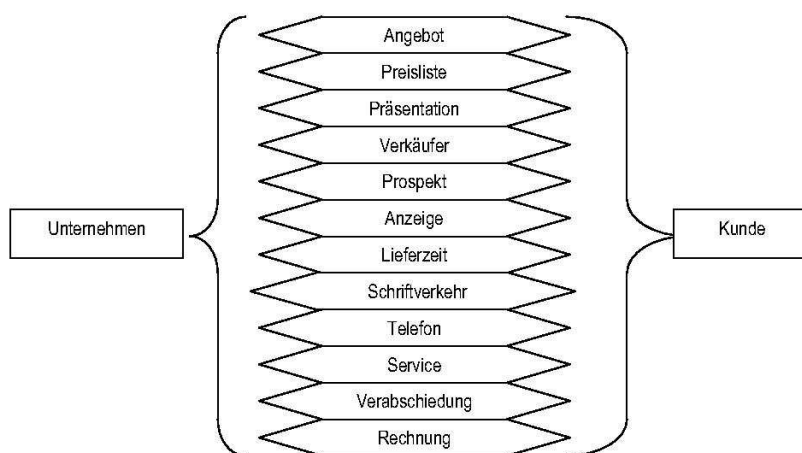 Angebot
Preisliste
Präsentation
Verkäufer
Prospekt
Unternehmen
Anzeige
Kunde
Lieferzeit
Schriftverkehr
Telefon
Service
Verabschiedung
Rechnung